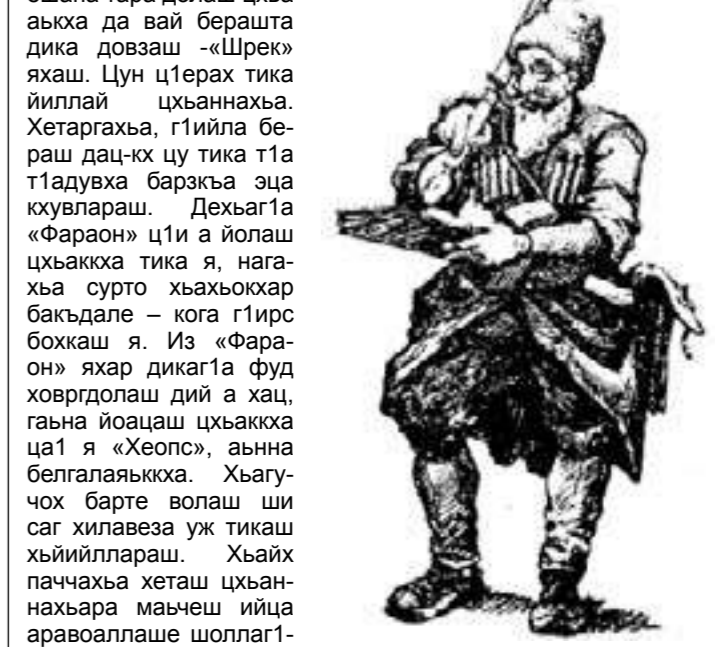 аькха да вай берашта
дика довзаш -«Шрек»
яхаш. Цун ц1ерах тика
йиллай цхьаннахьа.
Хетаргахьа, г1ийла бе-
раш дац-кх цу тика т1а
т1адувха барзкъа эца
кхувлараш. Дехьаг1а
«Фараон» ц1и а йолаш
цхьаккха тика я, нага-
хьа сурто хьахьокхар
бакъдале – кога г1ирс
бохкаш я. Из «Фара-
он» яхар дикаг1а фуд
ховргдолаш дий а хац,
гаьна йоацаш цхьаккха
ца1 я «Хеопс», аьнна
белгалаяьккха. Хьагу-
чох барте волаш ши
саг хилавеза уж тикаш
хьйийллараш. Хьайх
паччахьа хеташ цхьан-
нахьара маьчеш ийца
аравоаллаше шоллаг1-